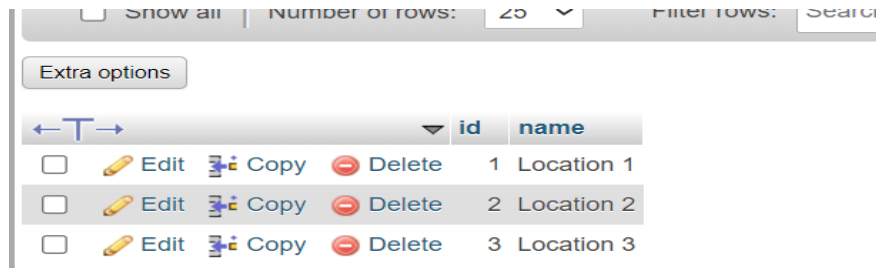 Show all Number of rows: 25 Filter rows: Search
Extra options
id name
Edit Copy Delete 1 Location 1
Edit Copy Delete 2 Location 2
Edit Copy Delete 3 Location 3